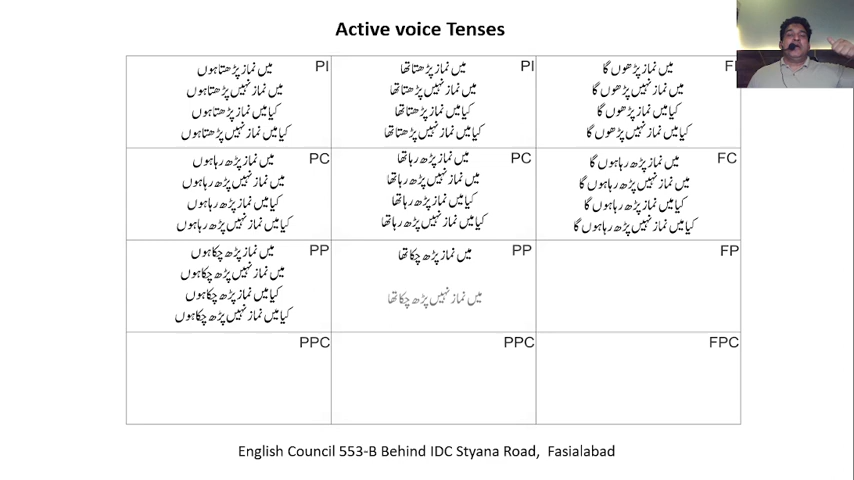 Active voice Tenses
PI
میں نماز پڑھتا ہوں
میں نماز نہیں پڑھتا ہوں
کیا میں نماز پڑھتا ہوں
کیا میں نماز نہیں پڑھتا ہوں
PI
میں نماز پڑھتا تھا
میں نماز نہیں پڑھتا تھا
کیا میں نماز پڑھتا تھا
کیا میں نماز نہیں پڑھتا تھا
FI
میں نماز پڑھوں گا
میں نماز نہیں پڑھوں گا
کیا میں نماز پڑھوں گا
کیا میں نماز نہیں پڑھوں گا
PC
میں نماز پڑھ رہا ہوں
میں نماز نہیں پڑھ رہا ہوں
کیا میں نماز پڑھ رہا ہوں
کیا میں نماز نہیں پڑھ رہا ہوں
PC
میں نماز پڑھ رہا تھا
میں نماز نہیں پڑھ رہا تھا
کیا میں نماز پڑھ رہا تھا
کیا میں نماز نہیں پڑھ رہا تھا
FC
میں نماز پڑھ رہا ہوں گا
میں نماز نہیں پڑھ رہا ہوں گا
کیا میں نماز پڑھ رہا ہوں گا
کیا میں نماز نہیں پڑھ رہا ہوں گا
PP
میں نماز پڑھ چکا ہوں
میں نماز نہیں پڑھ چکا ہوں
کیا میں نماز پڑھ چکا ہوں
کیا میں نماز نہیں پڑھ چکا ہوں
PP
میں نماز پڑھ چکا تھا
میں نماز نہیں پڑھ چکا تھا
FP
PPC
PPC
FPC
English Council 553-B Behind IDC Styana Road, Fasialabad